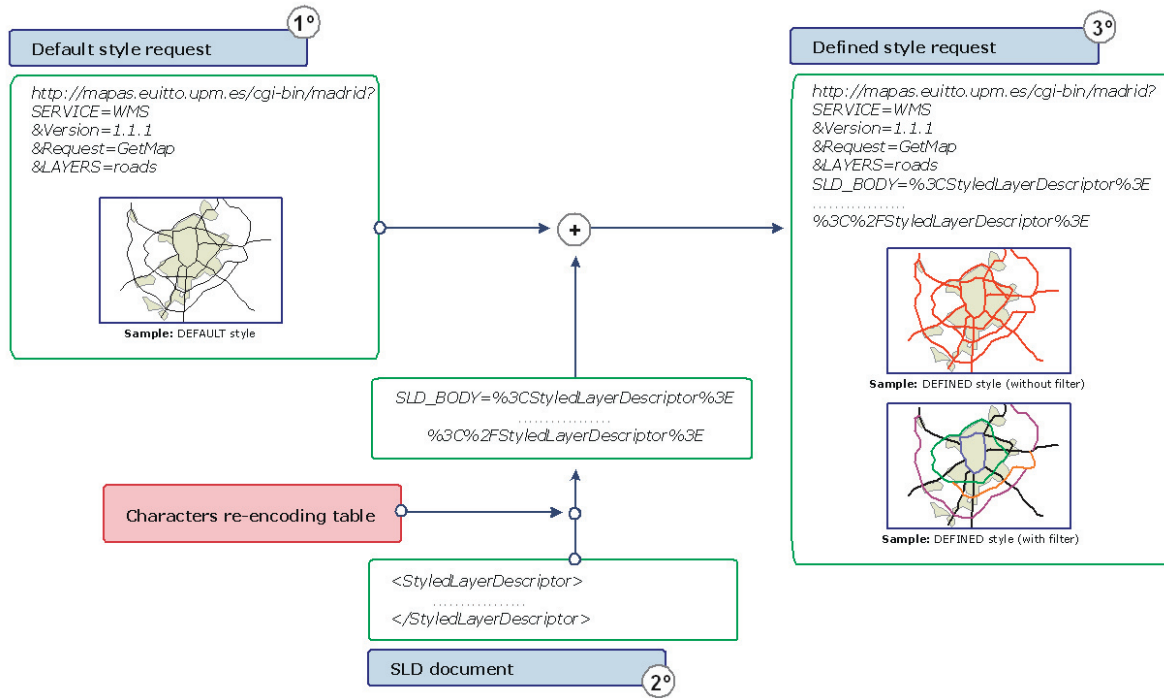 1º
Default style request
http://mapas.euitto.upm.es/cgi-bin/madrid?
SERVICE=WMS
&Version=1.1.1
&Request=GetMap
&LAYERS=roads
Sample: DEFAULT style
+
SLD_BODY=%3CStyledLayerDescriptor%3E
.................
%3C%2FStyledLayerDescriptor%3E
Characters re-encoding table
<StyledLayerDescriptor>
.................
</StyledLayerDescriptor>
SLD document
2º
3º
Defined style request
http://mapas.euitto.upm.es/cgi-bin/madrid?
SERVICE=WMS
&Version=1.1.1
&Request=GetMap
&LAYERS=roads
SLD_BODY=%3CStyledLayerDescriptor%3E
.................
%3C%2FStyledLayerDescriptor%3E
Sample: DEFINED style (without filter)
Sample: DEFINED style (with filter)